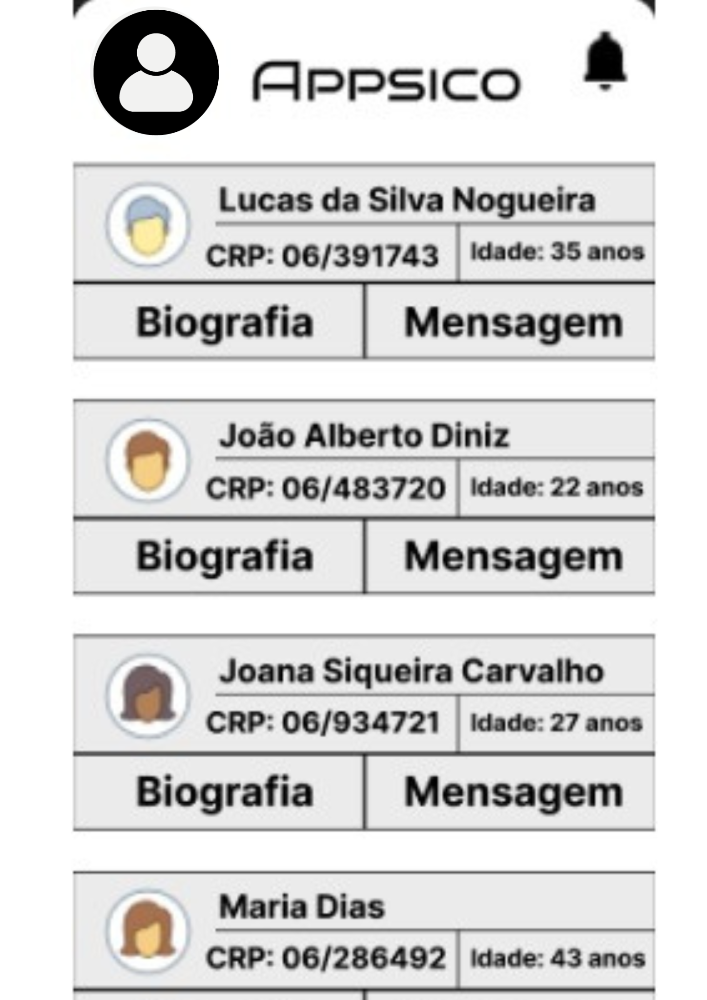 Appsico
Lucas da Silva Nogueira
CRP: 06/391743
Idade: 35 anos
Biografia
Mensagem
João Alberto Diniz
CRP: 06/483720
Idade: 22 anos
Biografia
Mensagem
Joana Siqueira Carvalho
CRP: 06/934721
Idade: 27 anos
Biografia
Mensagem
Maria Dias
CRP: 06/286492
Idade: 43 anos